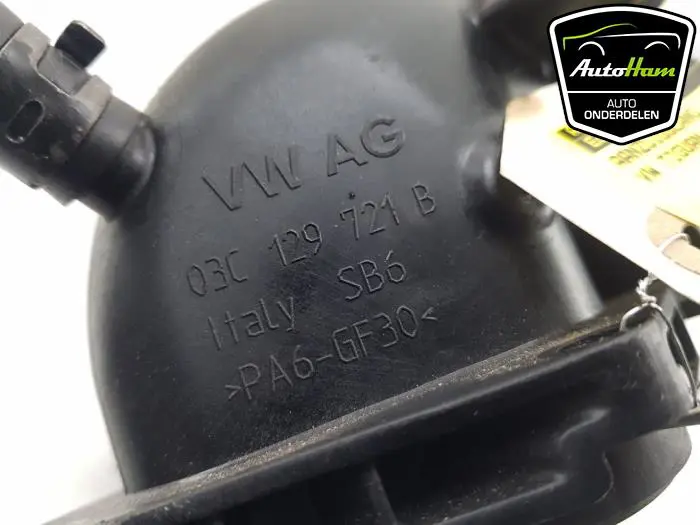 AutoHam
AUTO
ONDERDELEN
VW AG
03C 129 721 B
Italy SB6
>PA6-GF30<